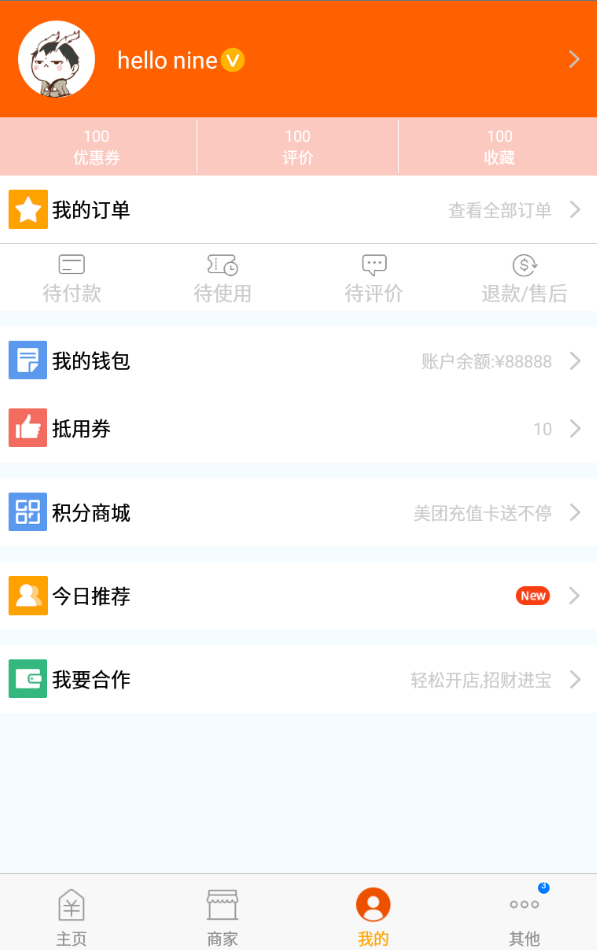 hello nine
100
优惠券
100
评价
100
收藏
我的订单
查看全部订单
待付款
待使用
待评价
退款/售后
我的钱包
账户余额:¥88888
抵用券
10
积分商城
美团充值卡送不停
今日推荐
New
我要合作
轻松开店,招财进宝
3
主页
商家
我的
其他